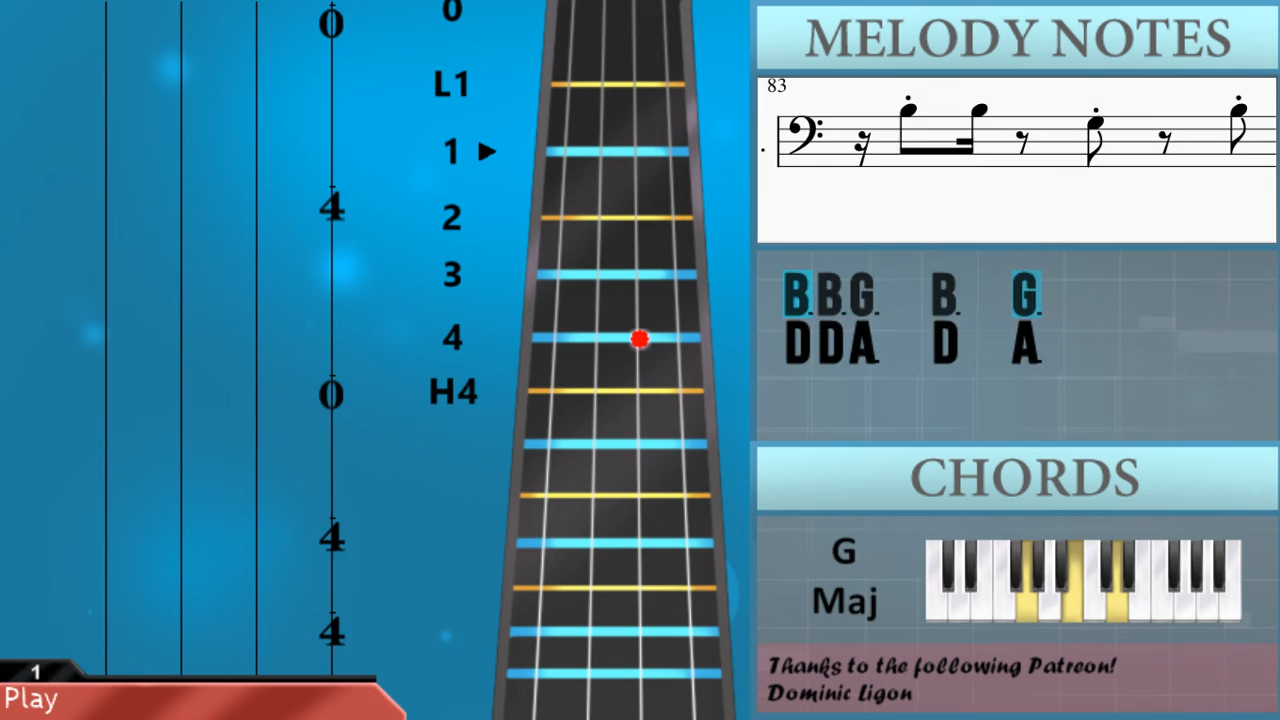 0
4
0
4
4
1
Play
0
L1
1
2
3
4
H4
MELODY NOTES
83
B. B. G. B. G.
D D A. D A
CHORDS
G
Maj
Thanks to the following Patreon!
Dominic Ligon